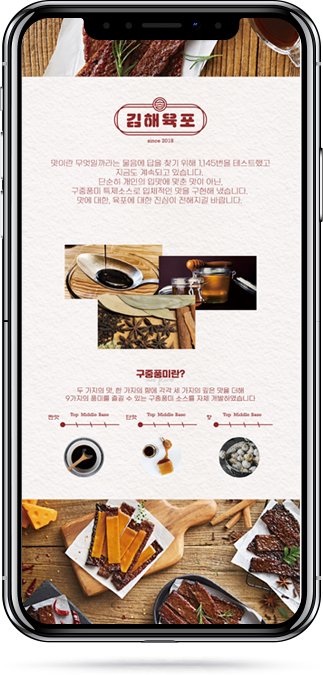 김해육포
since 2018
맛이란 무엇일까라는 물음에 답을 찾기 위해 1,145번을 테스트했고
지금도 계속되고 있습니다.
단순히 개인의 입맛에 맞춘 맛이 아닌,
구중풍미 특제소스로 입체적인 맛을 구현해 냈습니다.
맛에 대한, 육포에 대한 진심이 전해지길 바랍니다.
구중풍미란?
두 가지의 맛, 한 가지의 향에 각각 세 가지의 깊은 맛을 더해
9가지의 풍미를 즐길 수 있는 구중풍미 소스를 자체 개발하였습니다
짠맛 Top Middle Base 단맛 Top Middle Base 향 Top Middle Base